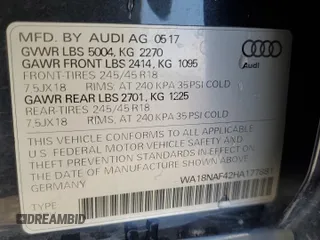 MFD. BY AUDI AG 05 17
GVWR LBS 5004, KG 2270
GAWR FRONT LBS 2414, KG 1095
FRONT-TIRES 245/45 R18
7,5JX18 RIMS, AT 240 KPA 35 PSI COLD
GAWR REAR LBS 2701, KG 1225
REAR-TIRES 245/45 R18
7,5JX18 RIMS, AT 240 KPA 35 PSI COLD
THIS VEHICLE CONFORMS TO ALL APPLICABLE
U.S. FEDERAL MOTOR VEHICLE SAFETY AND
THEFT PREVENTION STANDARDS IN EFFECT ON
THE DATE OF MANUFACTURE SHOWN ABOVE.
GERMANY
Audi
DREAMBID